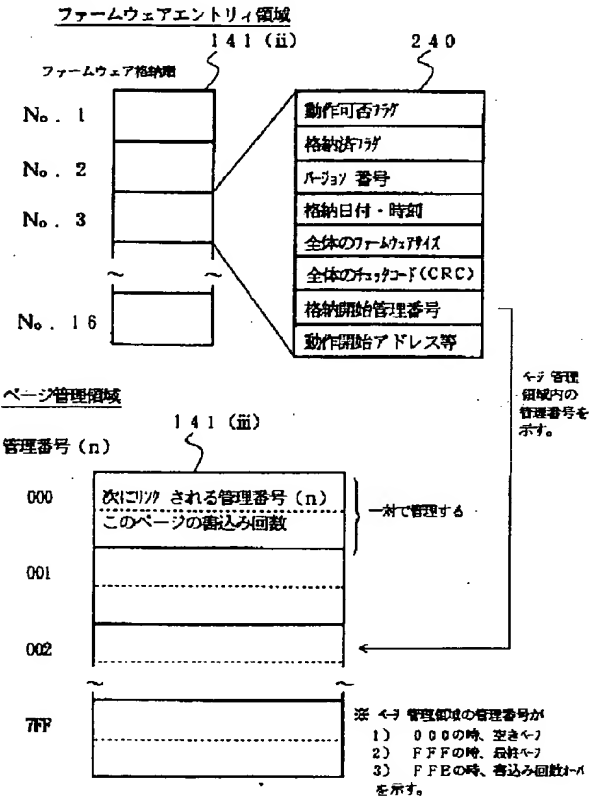 ファームウェアエントリィ領域
141(ⅱ)
240
ファームウェア格納順
No. 1
No. 2
No. 3
No. 16
動作可否フラグ
格納済フラグ
バージョン 番号
格納日付・時刻
全体のファームウェアサイズ
全体のチェックコード(CRC)
格納開始管理番号
動作開始アドレス等
ページ 管理
領域内の
管理番号を
示す。
ページ管理領域
141(ⅲ)
管理番号(n)
000
次にリンク される管理番号(n)
このページの書込み回数
一対で管理する
001
002
7FF
※ ページ 管理領域の管理番号が
1) 000の時、空きページ
2) FFFの時、最終ページ
3) FFEの時、書込み回数オーバ
を示す。